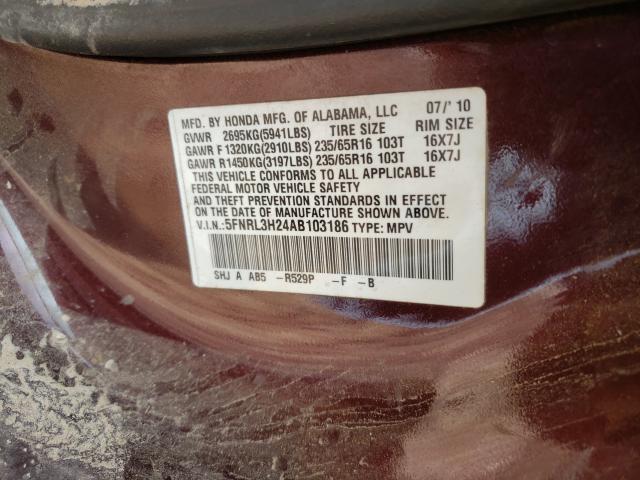 MFD. BY HONDA MFG. OF ALABAMA, LLC 07/' 10
GVWR 2695KG(5941LBS) TIRE SIZE RIM SIZE
GAWR F 1320KG(2910LBS) 235/65R16 103T 16X7J
GAWR R1450KG(3197LBS) 235/65R16 103T 16X7J
THIS VEHICLE CONFORMS TO ALL APPLICABLE
FEDERAL MOTOR VEHICLE SAFETY
AND THEFT PREVENTION STANDARDS IN EFFECT
ON THE DATE OF MANUFACTURE SHOWN ABOVE.
V.I.N.: 5FNRL3H24AB103186 TYPE: MPV
SHJ A AB5 -R529P -F -B